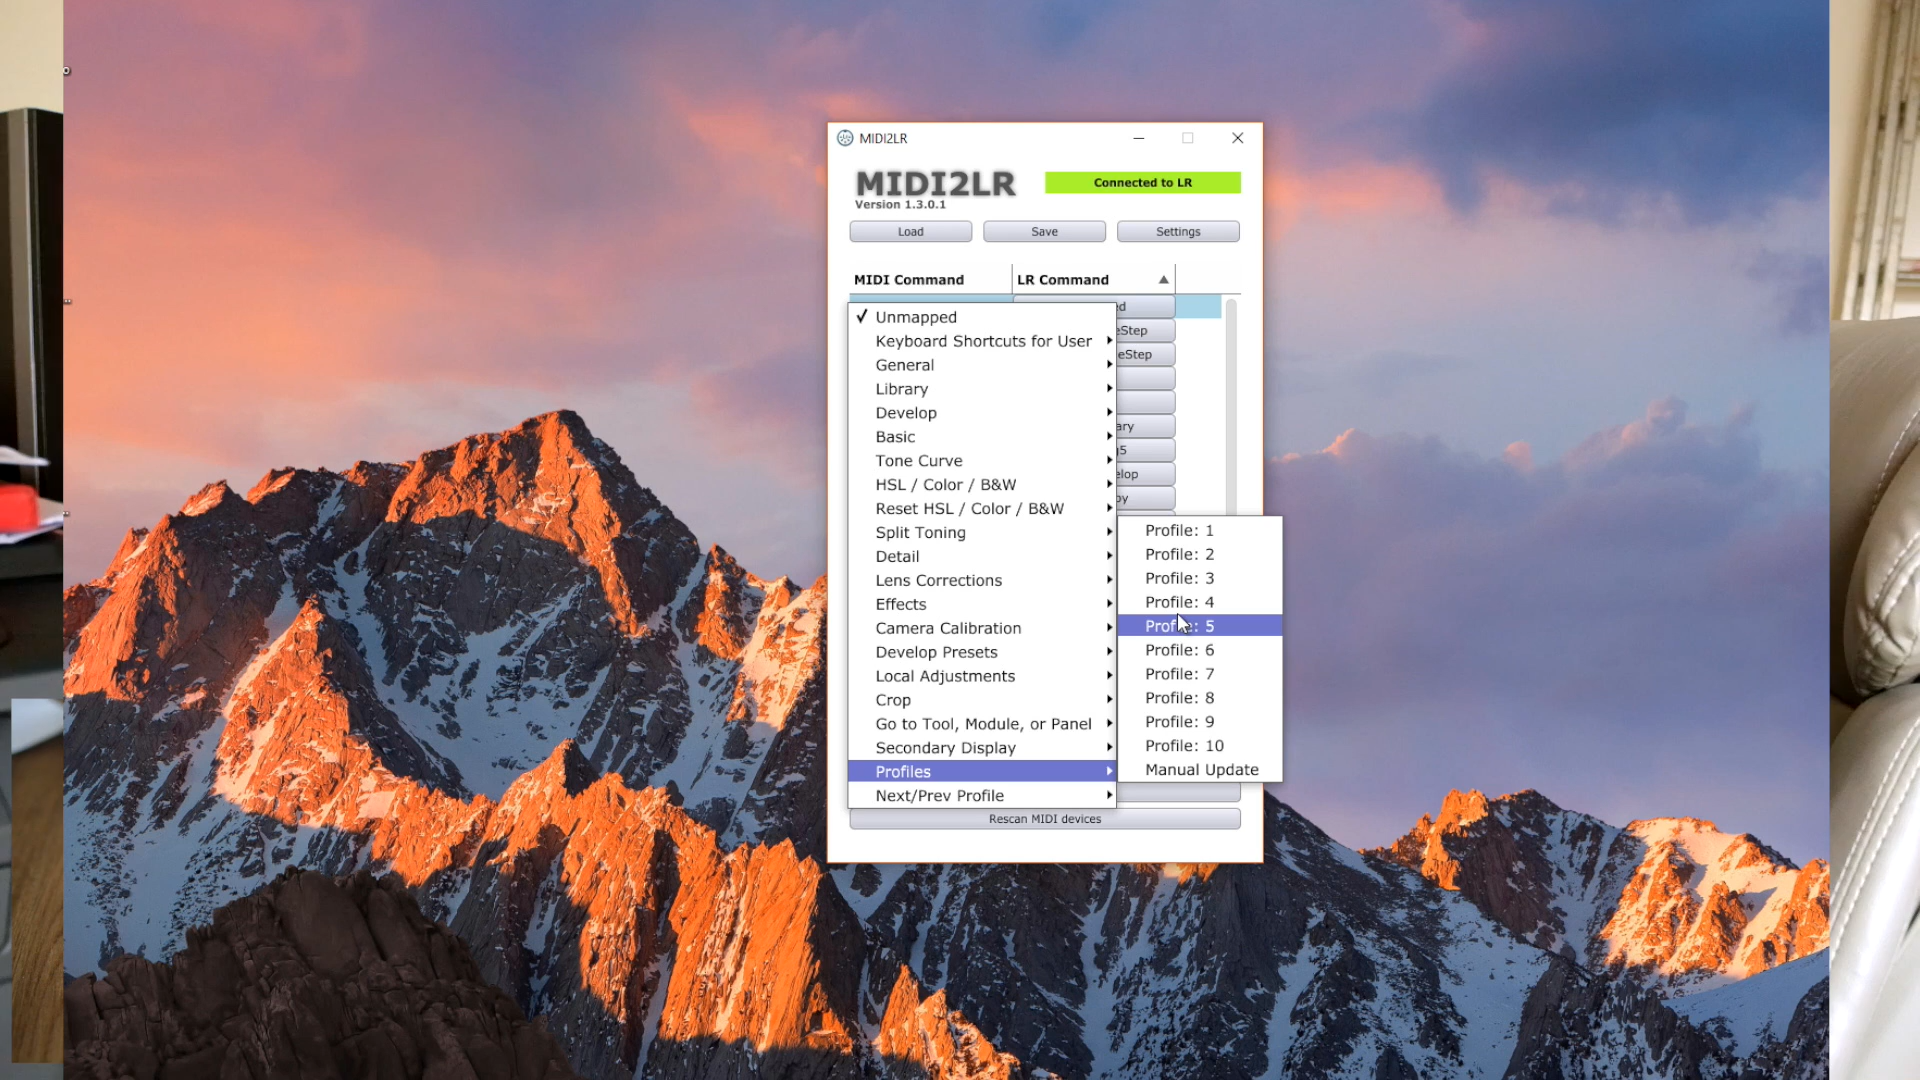 MIDI2LR
MIDI2LR
Connected to LR
Version 1.3.0.1
Load
Save
Settings
MIDI Command
LR Command
✓ Unmapped
Keyboard Shortcuts for User
General
Library
Develop
Basic
Tone Curve
HSL / Color / B&W
Reset HSL / Color / B&W
Split Toning
Detail
Lens Corrections
Effects
Camera Calibration
Develop Presets
Local Adjustments
Crop
Go to Tool, Module, or Panel
Secondary Display
Profiles
Next/Prev Profile
Profile: 1
Profile: 2
Profile: 3
Profile: 4
Profile: 5
Profile: 6
Profile: 7
Profile: 8
Profile: 9
Profile: 10
Manual Update
Rescan MIDI devices